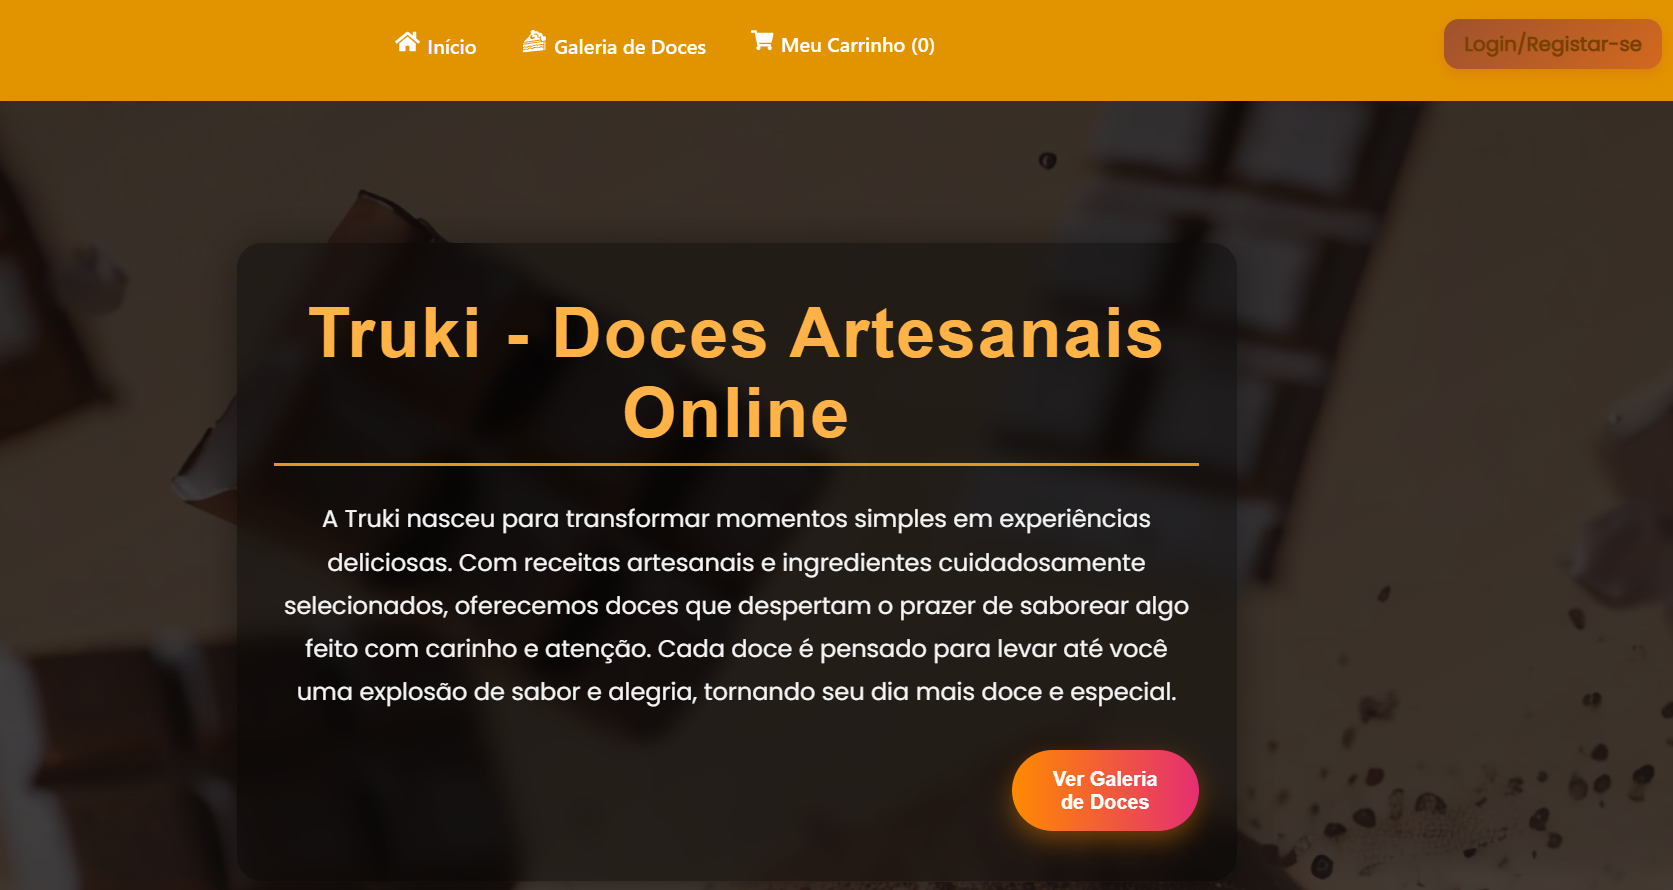 Início
Galeria de Doces
Meu Carrinho (0)
Login/Registar-se
Truki - Doces Artesanais
Online
A Truki nasceu para transformar momentos simples em experiências
deliciosas. Com receitas artesanais e ingredientes cuidadosamente
selecionados, oferecemos doces que despertam o prazer de saborear algo
feito com carinho e atenção. Cada doce é pensado para levar até você
uma explosão de sabor e alegria, tornando seu dia mais doce e especial.
Ver Galeria
de Doces